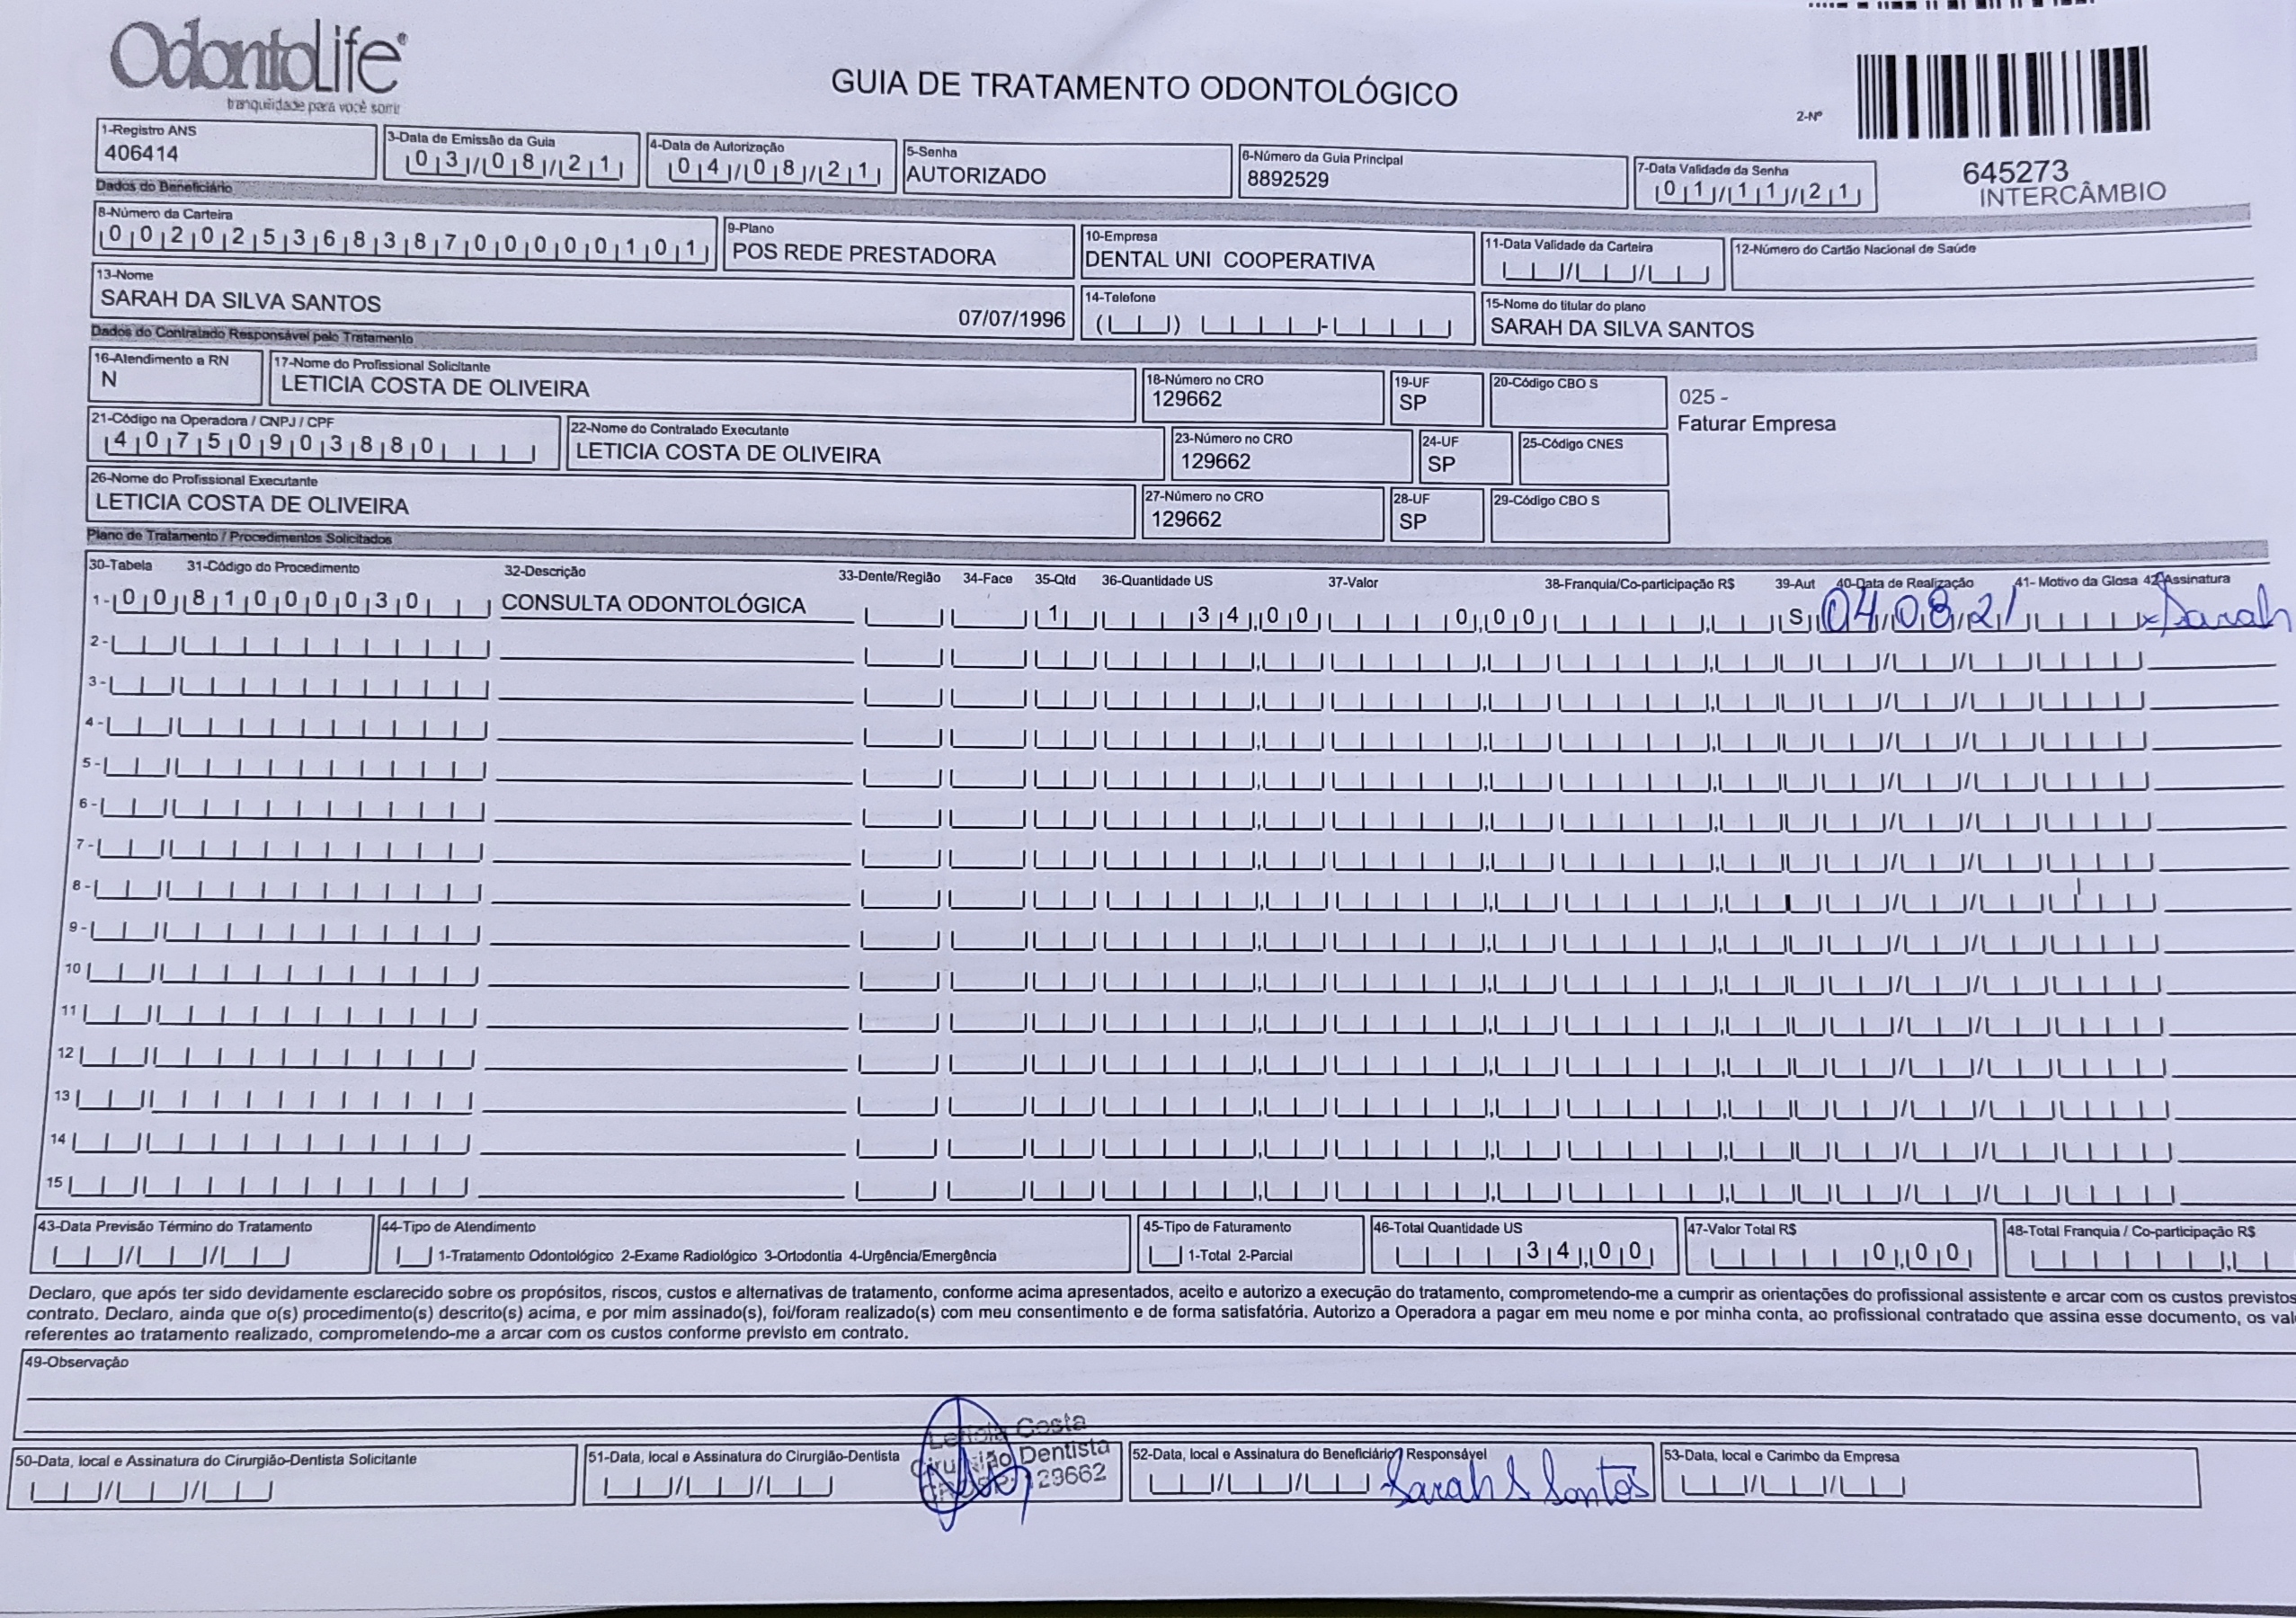 OdontoLife®
tranquilidade para você sorrir
GUIA DE TRATAMENTO ODONTOLÓGICO
2-Nº
645273
INTERCÂMBIO
1-Registro ANS
406414
3-Data de Emissão da Guia
03/08/21
4-Data de Autorização
04/08/21
5-Senha
AUTORIZADO
6-Número da Guia Principal
8892529
7-Data Validade da Senha
01/11/21
Dados do Beneficiário
8-Número da Carteira
00202536838700000101
9-Plano
POS REDE PRESTADORA
10-Empresa
DENTAL UNI COOPERATIVA
11-Data Validade da Carteira
12-Número do Cartão Nacional de Saúde
13-Nome
SARAH DA SILVA SANTOS
07/07/1996
14-Telefone
15-Nome do titular do plano
SARAH DA SILVA SANTOS
Dados do Contratado Responsável pelo Tratamento
16-Atendimento a RN
N
17-Nome do Profissional Solicitante
LETICIA COSTA DE OLIVEIRA
18-Número no CRO
129662
19-UF
SP
20-Código CBO S
025 -
Faturar Empresa
21-Código na Operadora / CNPJ / CPF
40750903880
22-Nome do Contratado Executante
LETICIA COSTA DE OLIVEIRA
23-Número no CRO
129662
24-UF
SP
25-Código CNES
26-Nome do Profissional Executante
LETICIA COSTA DE OLIVEIRA
27-Número no CRO
129662
28-UF
SP
29-Código CBO S
Plano de Tratamento / Procedimentos Solicitados
30-Tabela 31-Código do Procedimento 32-Descrição 33-Dente/Região 34-Face 35-Qtd 36-Quantidade US 37-Valor 38-Franquia/Co-participação R$ 39-Aut 40-Data de Realização 41- Motivo da Glosa 42-Assinatura
1- 00 81000030 CONSULTA ODONTOLÓGICA 1 34,00 0,00 S 04/08/21 x Sarah
2-
3-
4-
5-
6-
7-
8-
9-
10
11
12
13
14
15
43-Data Previsão Término do Tratamento
44-Tipo de Atendimento
1-Tratamento Odontológico 2-Exame Radiológico 3-Ortodontia 4-Urgência/Emergência
45-Tipo de Faturamento
1-Total 2-Parcial
46-Total Quantidade US
34,00
47-Valor Total R$
0,00
48-Total Franquia / Co-participação R$
Declaro, que após ter sido devidamente esclarecido sobre os propósitos, riscos, custos e alternativas de tratamento, conforme acima apresentados, aceito e autorizo a execução do tratamento, comprometendo-me a cumprir as orientações do profissional assistente e arcar com os custos previstos
contrato. Declaro, ainda que o(s) procedimento(s) descrito(s) acima, e por mim assinado(s), foi/foram realizado(s) com meu consentimento e de forma satisfatória. Autorizo a Operadora a pagar em meu nome e por minha conta, ao profissional contratado que assina esse documento, os val
referentes ao tratamento realizado, comprometendo-me a arcar com os custos conforme previsto em contrato.
49-Observação
50-Data, local e Assinatura do Cirurgião-Dentista Solicitante
51-Data, local e Assinatura do Cirurgião-Dentista
Costa
Dentista
129662
52-Data, local e Assinatura do Beneficiário/ Responsável
Sarah S Santos
53-Data, local e Carimbo da Empresa